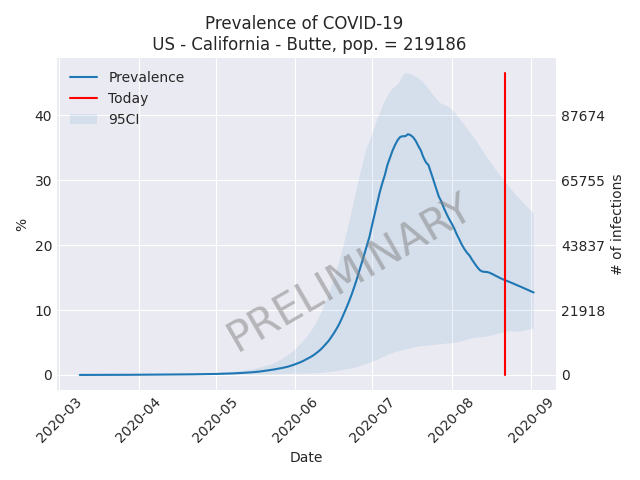 Prevalence of COVID-19
US - California - Butte, pop. = 219186
Prevalence
Today
95CI
40
30
20
10
0
%
87674
65755
43837
21918
0
# of infections
PRELIMINARY
2020-03
2020-04
2020-05
2020-06
2020-07
2020-08
2020-09
Date